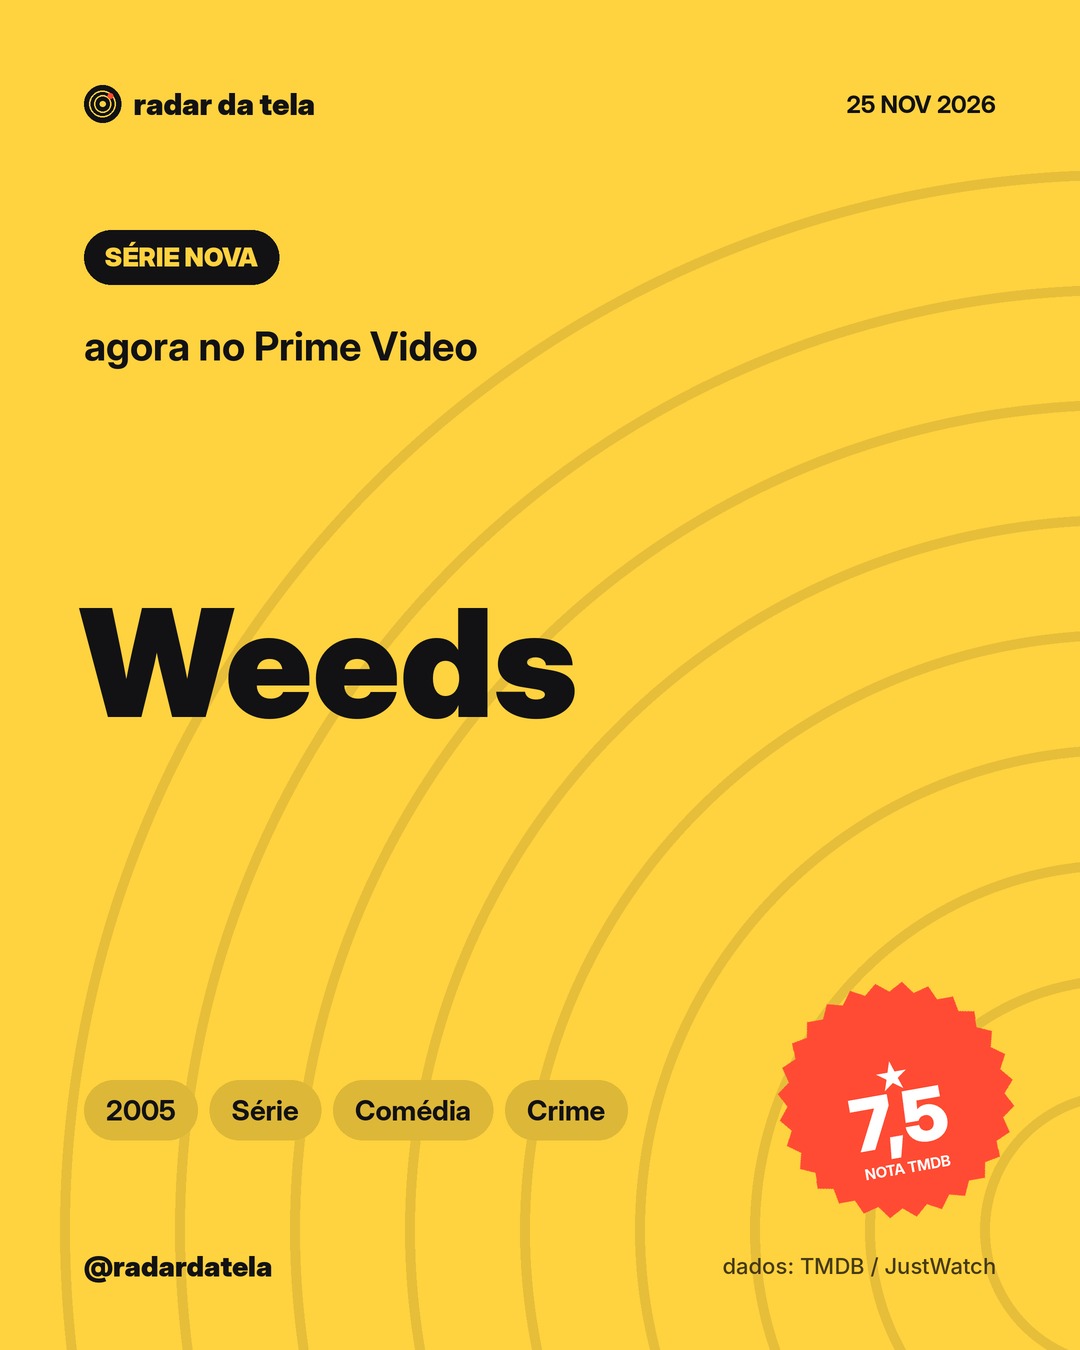 radar da tela
25 NOV 2026
SÉRIE NOVA
agora no Prime Video
Weeds
2005
Série
Comédia
Crime
7,5
NOTA TMDB
@radardatela
dados: TMDB / JustWatch